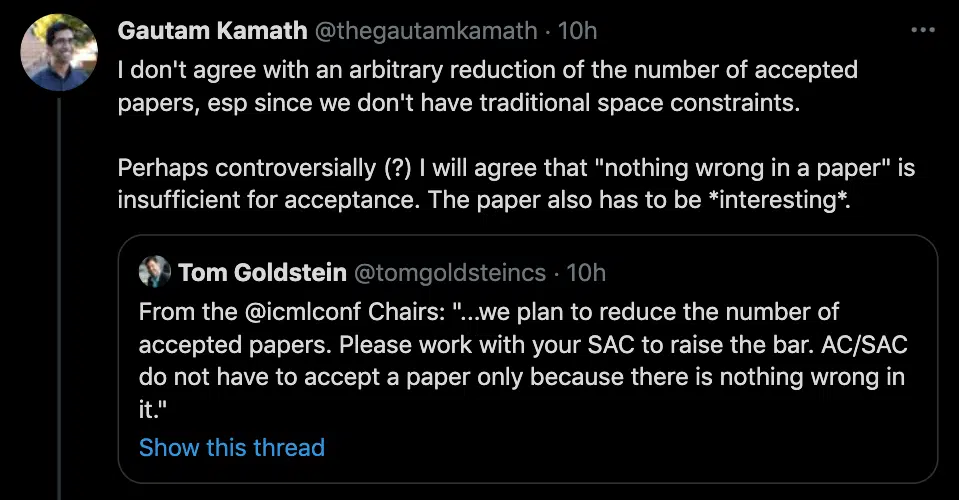 Gautam Kamath @thegautamkamath · 10h
I don't agree with an arbitrary reduction of the number of accepted
papers, esp since we don't have traditional space constraints.
Perhaps controversially (?) I will agree that "nothing wrong in a paper" is
insufficient for acceptance. The paper also has to be *interesting*.
Tom Goldstein @tomgoldsteincs · 10h
From the @icmlconf Chairs: "...we plan to reduce the number of
accepted papers. Please work with your SAC to raise the bar. AC/SAC
do not have to accept a paper only because there is nothing wrong in
it."
Show this thread